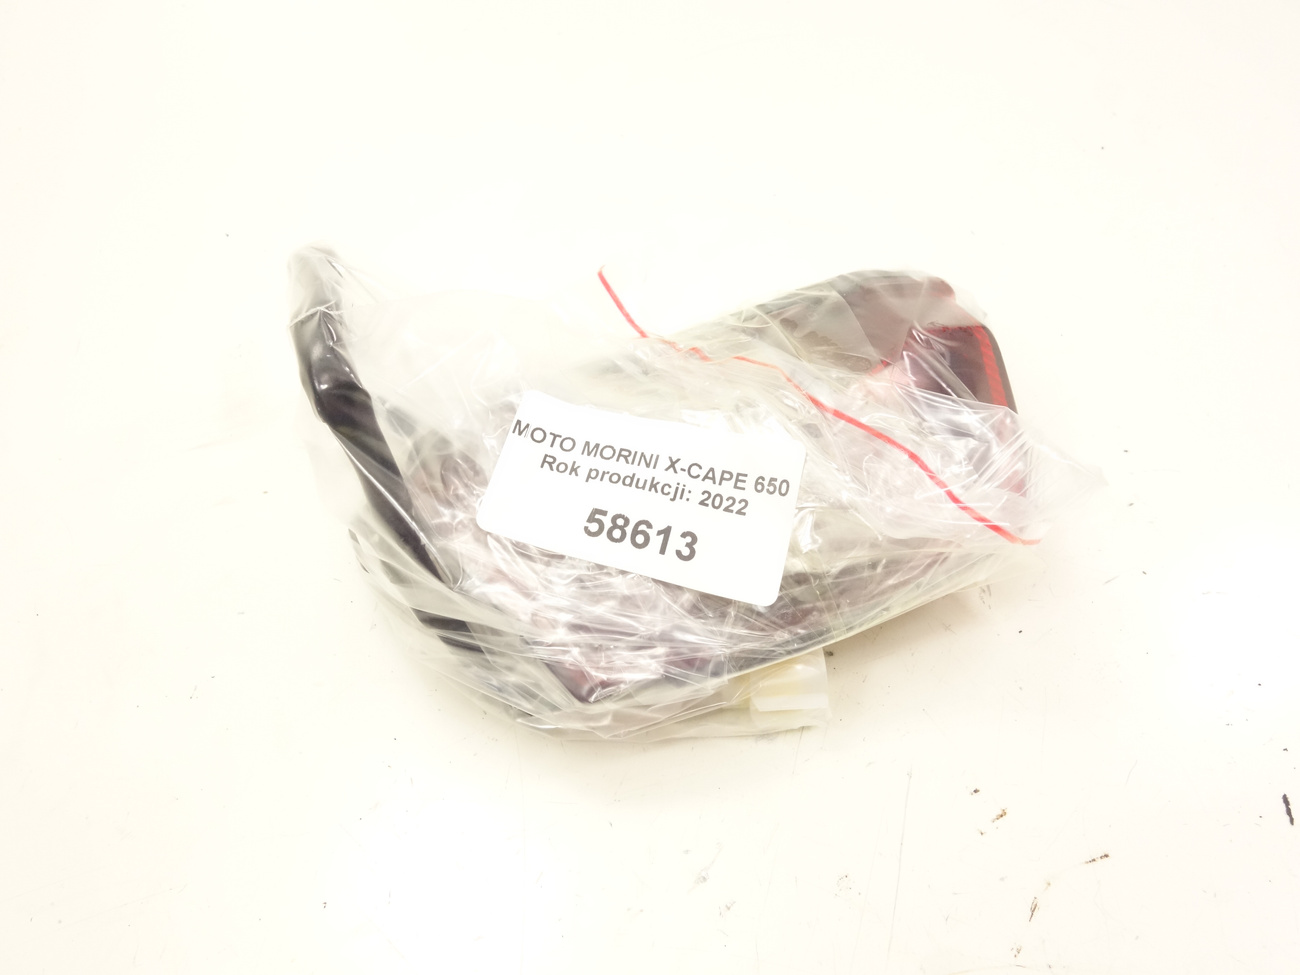 MOTO MORINI X-CAPE 650
Rok produkcji: 2022
58613